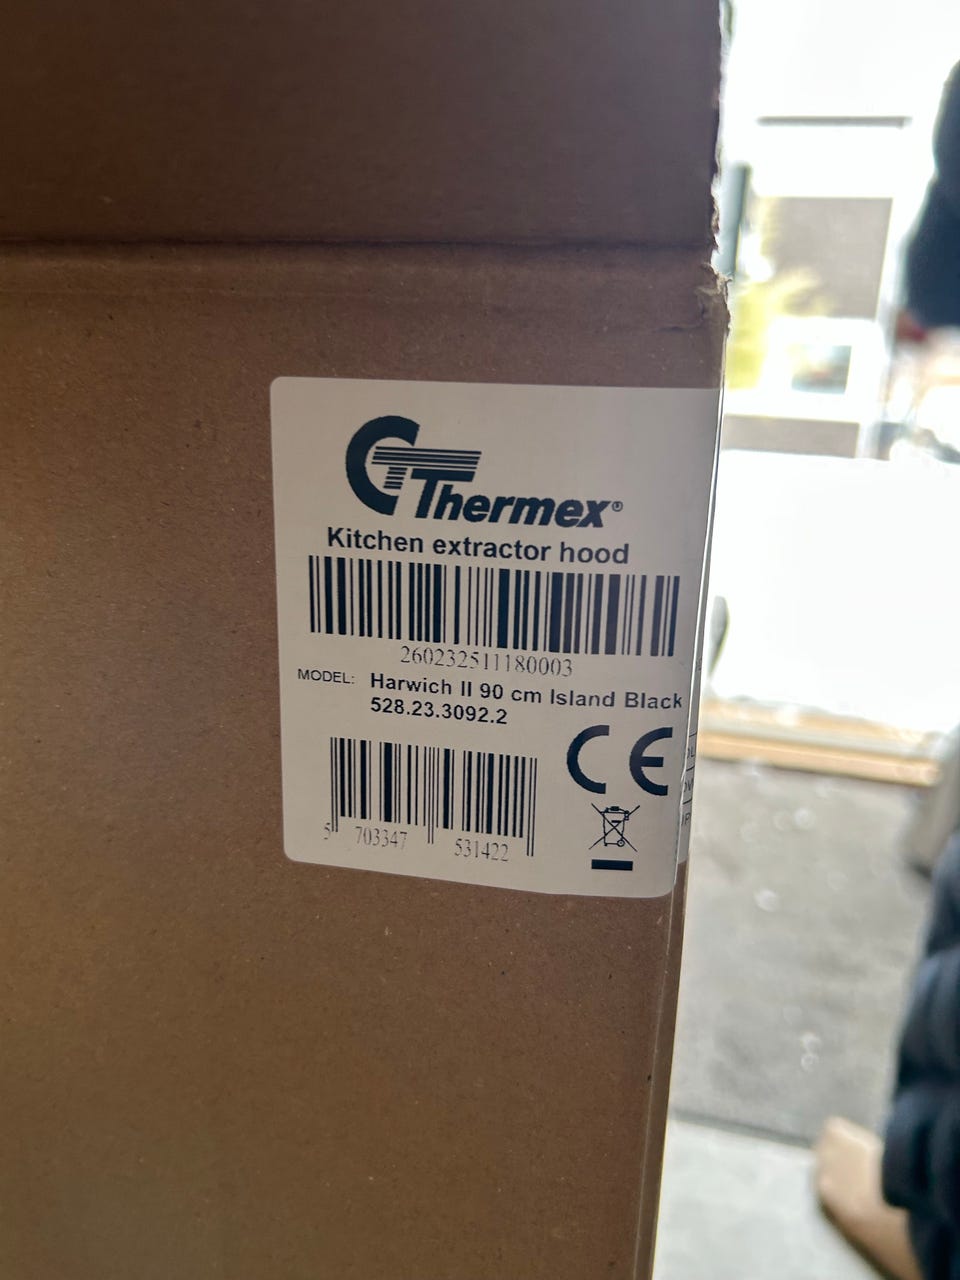 Thermex®
Kitchen extractor hood
260232511180003
MODEL: Harwich II 90 cm Island Black
528.23.3092.2
CE
5 703347 531422